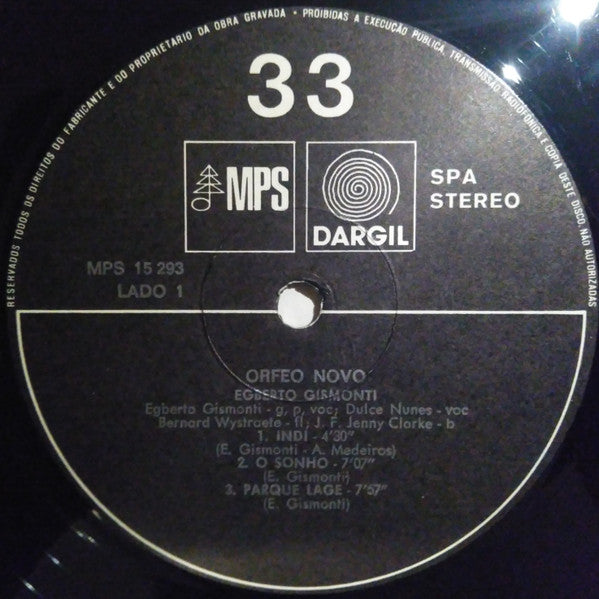 RESERVADOS TODOS OS DIREITOS DO FABRICANTE E DO PROPRIETARIO DA OBRA GRAVADA • PROIBIDAS A EXECUÇÃO PUBLICA, TRANSMISSÃO RADIOFONICA E COPIA DESTE DISCO NÃO AUTORIZADAS
33
MPS
DARGIL
SPA
STEREO
MPS 15 293
LADO 1
ORFEO NOVO
EGBERTO GISMONTI
Egberto Gismonti - g, p, voc; Dulce Nunes - voc
Bernard Wystraete - fl; J. F. Jenny Clorke - b
1. INDI - 4'30"
(E. Gismonti - A. Medeiros)
2. O SONHO - 7'07"
(E. Gismonti)
3. PARQUE LAGE - 7'57"
(E. Gismonti)